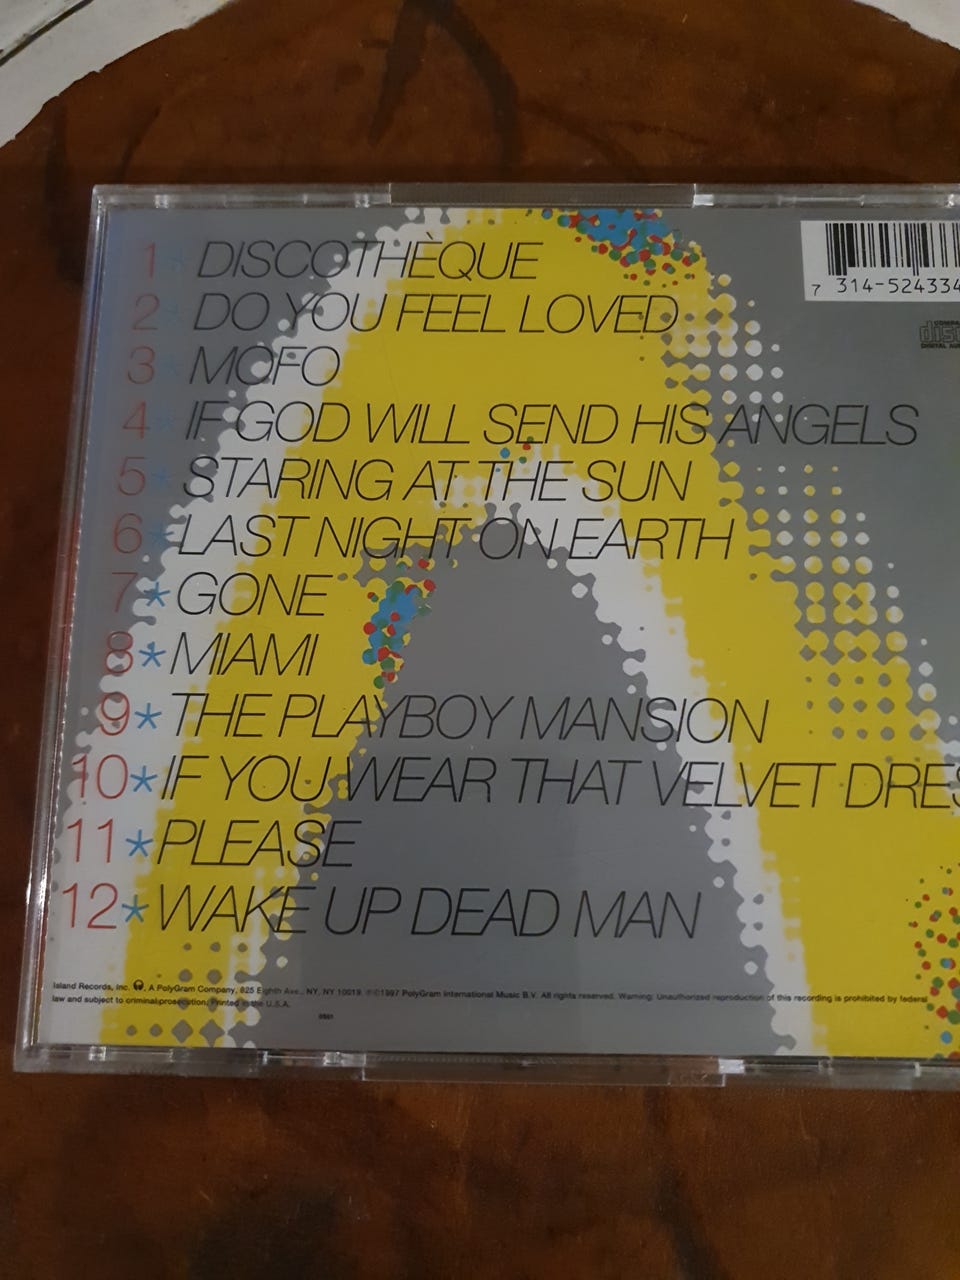 1 * DISCOTHÈQUE
2 * DO YOU FEEL LOVED
3 * MOFO
4 * IF GOD WILL SEND HIS ANGELS
5 * STARING AT THE SUN
6 * LAST NIGHT ON EARTH
7 * GONE
8 * MIAMI
9 * THE PLAYBOY MANSION
10 * IF YOU WEAR THAT VELVET DRES
11 * PLEASE
12 * WAKE UP DEAD MAN
7 314-524334
DIGITAL
Island Records, Inc. , A PolyGram Company, 825 Eighth Ave., NY, NY 10019. ℗©1997 PolyGram International Music B.V. All rights reserved. Warning: Unauthorized reproduction of this recording is prohibited by federal
law and subject to criminal prosecution. Printed in the U.S.A.